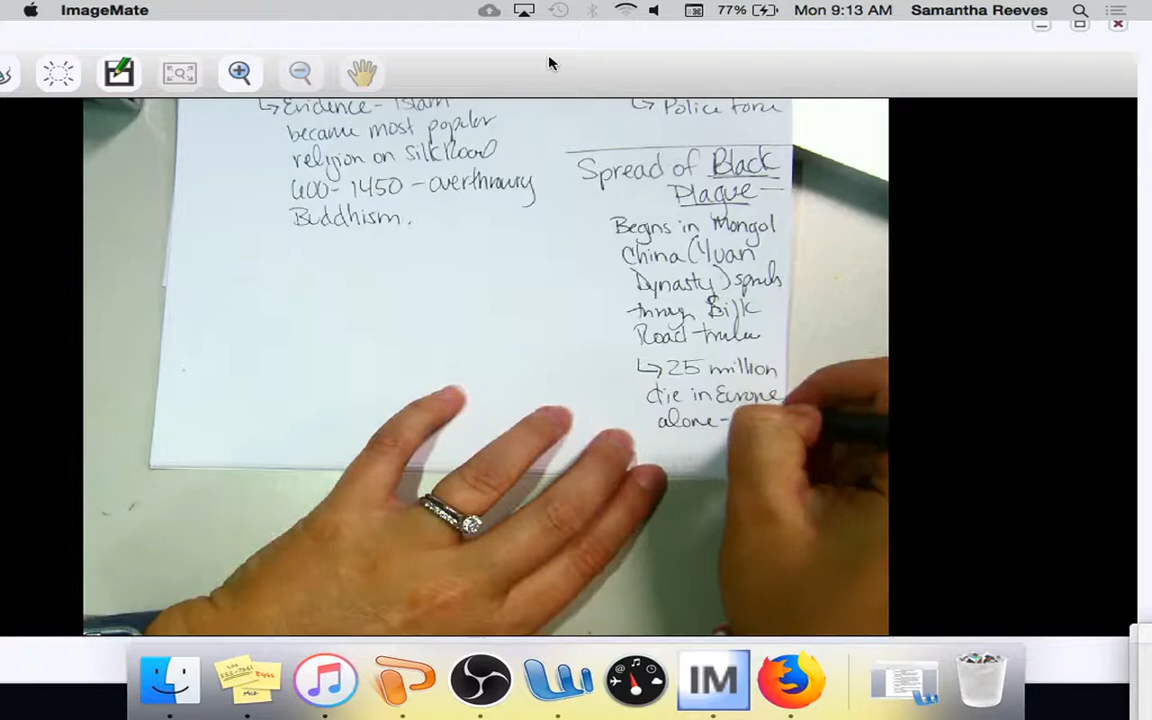 ImageMate
77%
Mon 9:13 AM
Samantha Reeves
↳ Evidence - Islam
became most popular
religion on Silk Road
600 - 1450 - overthrowing
Buddhism.
↳ Police force
Spread of Black
Plague -
Begins in Mongol
China (Yuan
Dynasty) spreads
through Silk
Road trade
↳ 25 million
die in Europe
alone -
IM